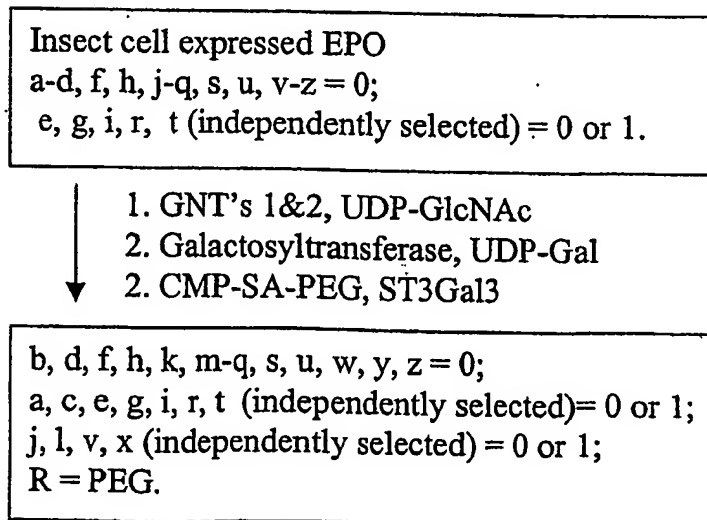 Insect cell expressed EPO
a-d, f, h, j-q, s, u, v-z = 0;
e, g, i, r, t (independently selected) = 0 or 1.
1. GNT's 1&2, UDP-GlcNAc
2. Galactosyltransferase, UDP-Gal
2. CMP-SA-PEG, ST3Gal3
b, d, f, h, k, m-q, s, u, w, y, z = 0;
a, c, e, g, i, r, t (independently selected)= 0 or 1;
j, l, v, x (independently selected) = 0 or 1;
R = PEG.